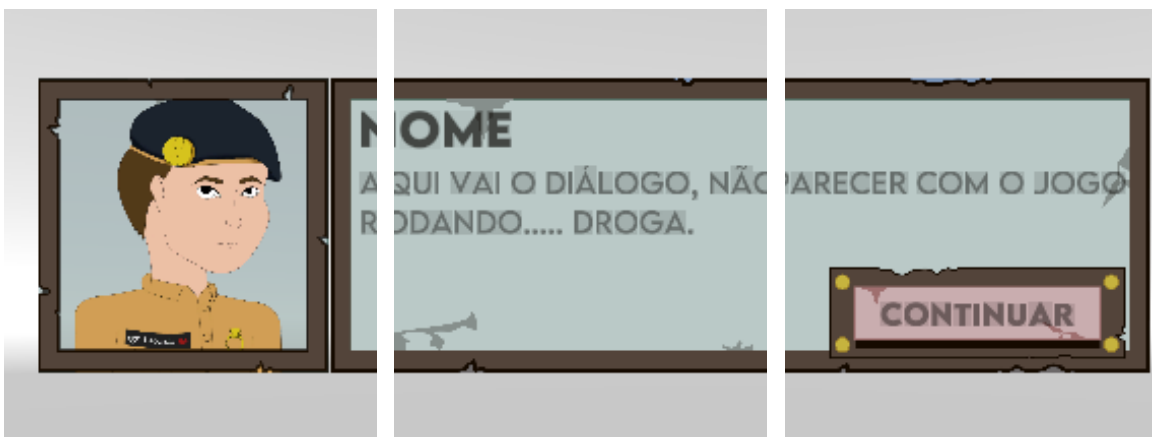 NOME
AQUI VAI O DIÁLOGO, NÃO PARECER COM O JOGO
RODANDO..... DROGA.
CONTINUAR